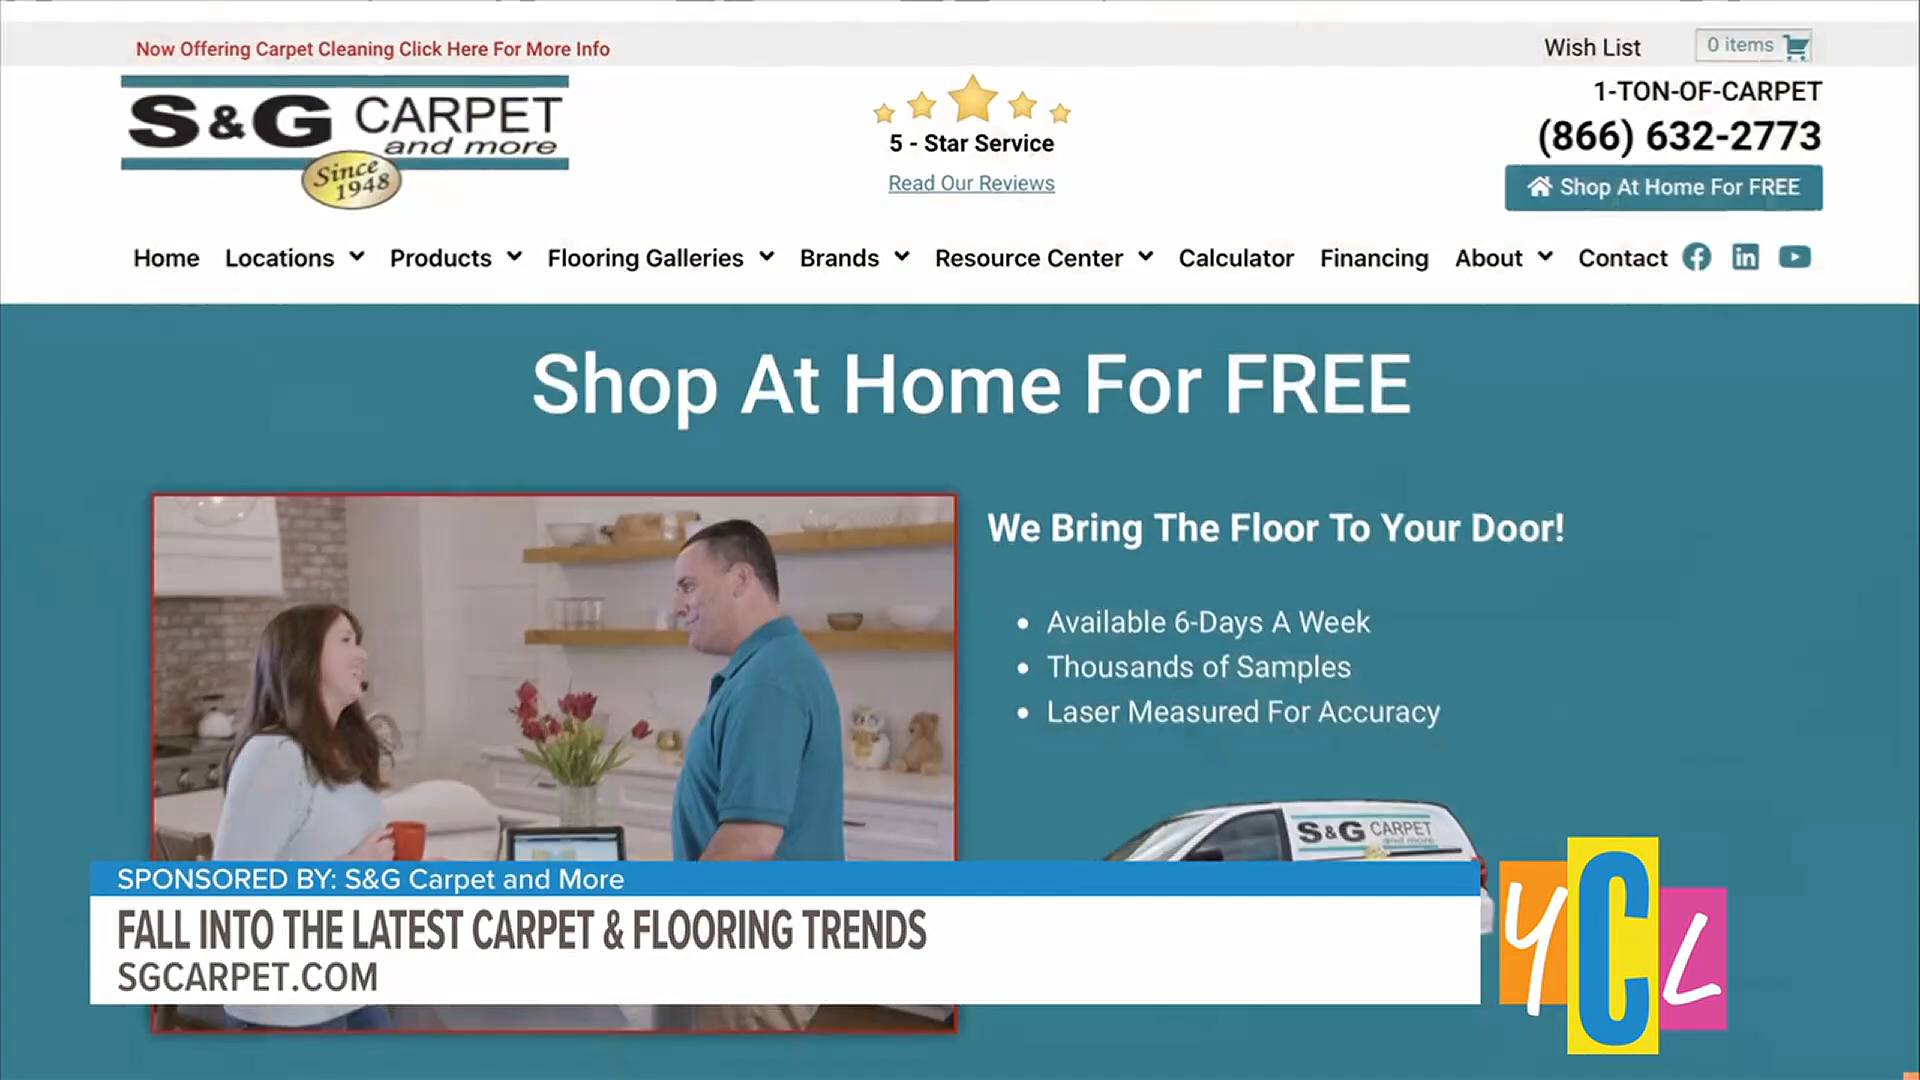 Now Offering Carpet Cleaning Click Here For More Info
Wish List
0 items
S&G CARPET
and more
Since
1948
5 - Star Service
Read Our Reviews
1-TON-OF-CARPET
(866) 632-2773
Shop At Home For FREE
Home Locations Products Flooring Galleries Brands Resource Center Calculator Financing About Contact
Shop At Home For FREE
We Bring The Floor To Your Door!
Available 6-Days A Week
Thousands of Samples
Laser Measured For Accuracy
S&G CARPET
and more
SPONSORED BY: S&G Carpet and More
FALL INTO THE LATEST CARPET & FLOORING TRENDS
SGCARPET.COM
YCL